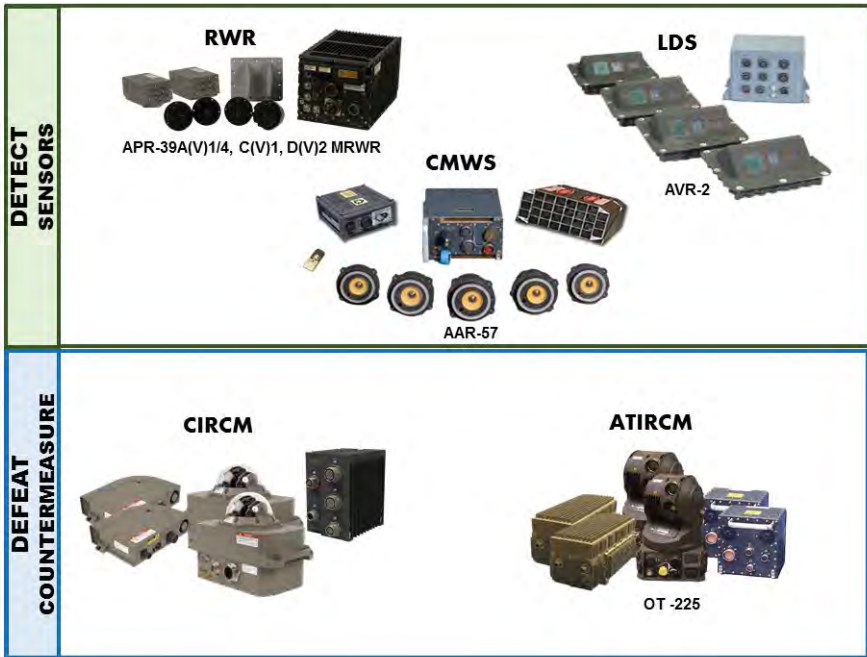 DETECT
SENSORS
RWR
APR-39A(V)1/4, C(V)1, D(V)2 MRWR
LDS
AVR-2
CMWS
AAR-57
DEFEAT
COUNTERMEASURE
CIRCM
ATIRCM
OT -225